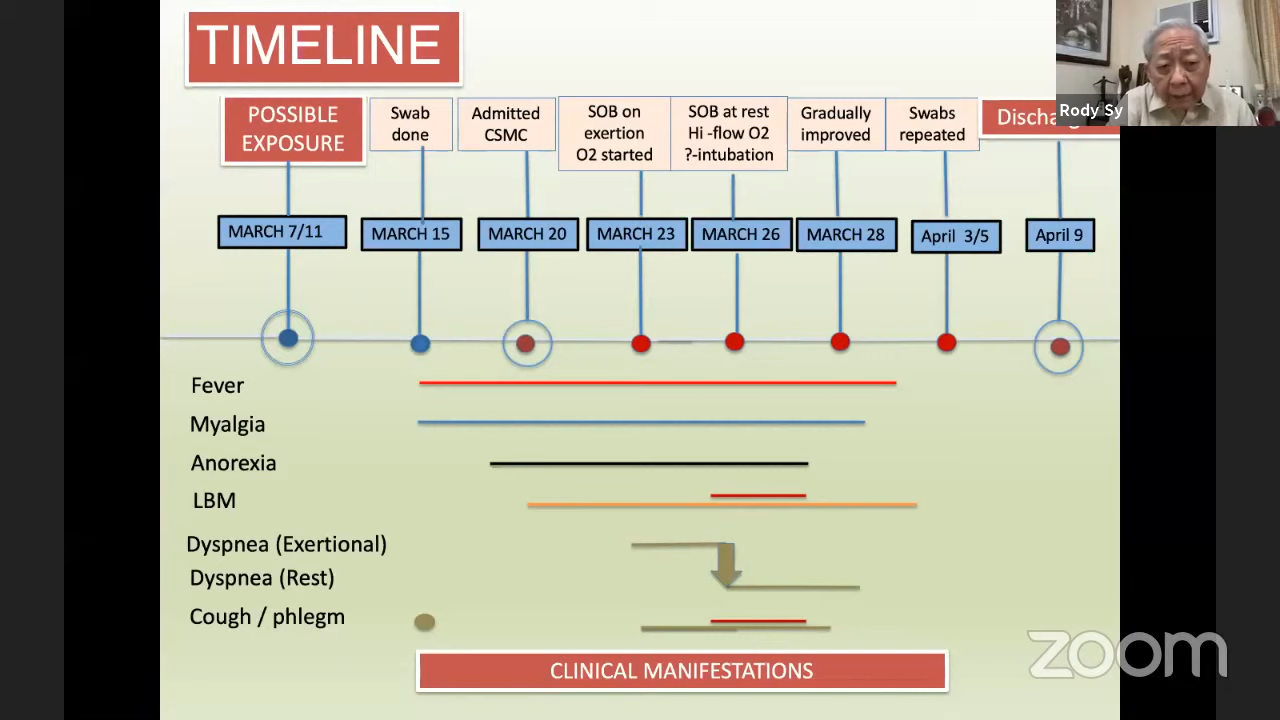 TIMELINE
Rody Sy
POSSIBLE
EXPOSURE
Swab
done
Admitted
CSMC
SOB on
exertion
O2 started
SOB at rest
Hi -flow O2
?-intubation
Gradually
improved
Swabs
repeated
MARCH 7/11
MARCH 15
MARCH 20
MARCH 23
MARCH 26
MARCH 28
April 3/5
April 9
Fever
Myalgia
Anorexia
LBM
Dyspnea (Exertional)
Dyspnea (Rest)
Cough / phlegm
CLINICAL MANIFESTATIONS
zoom